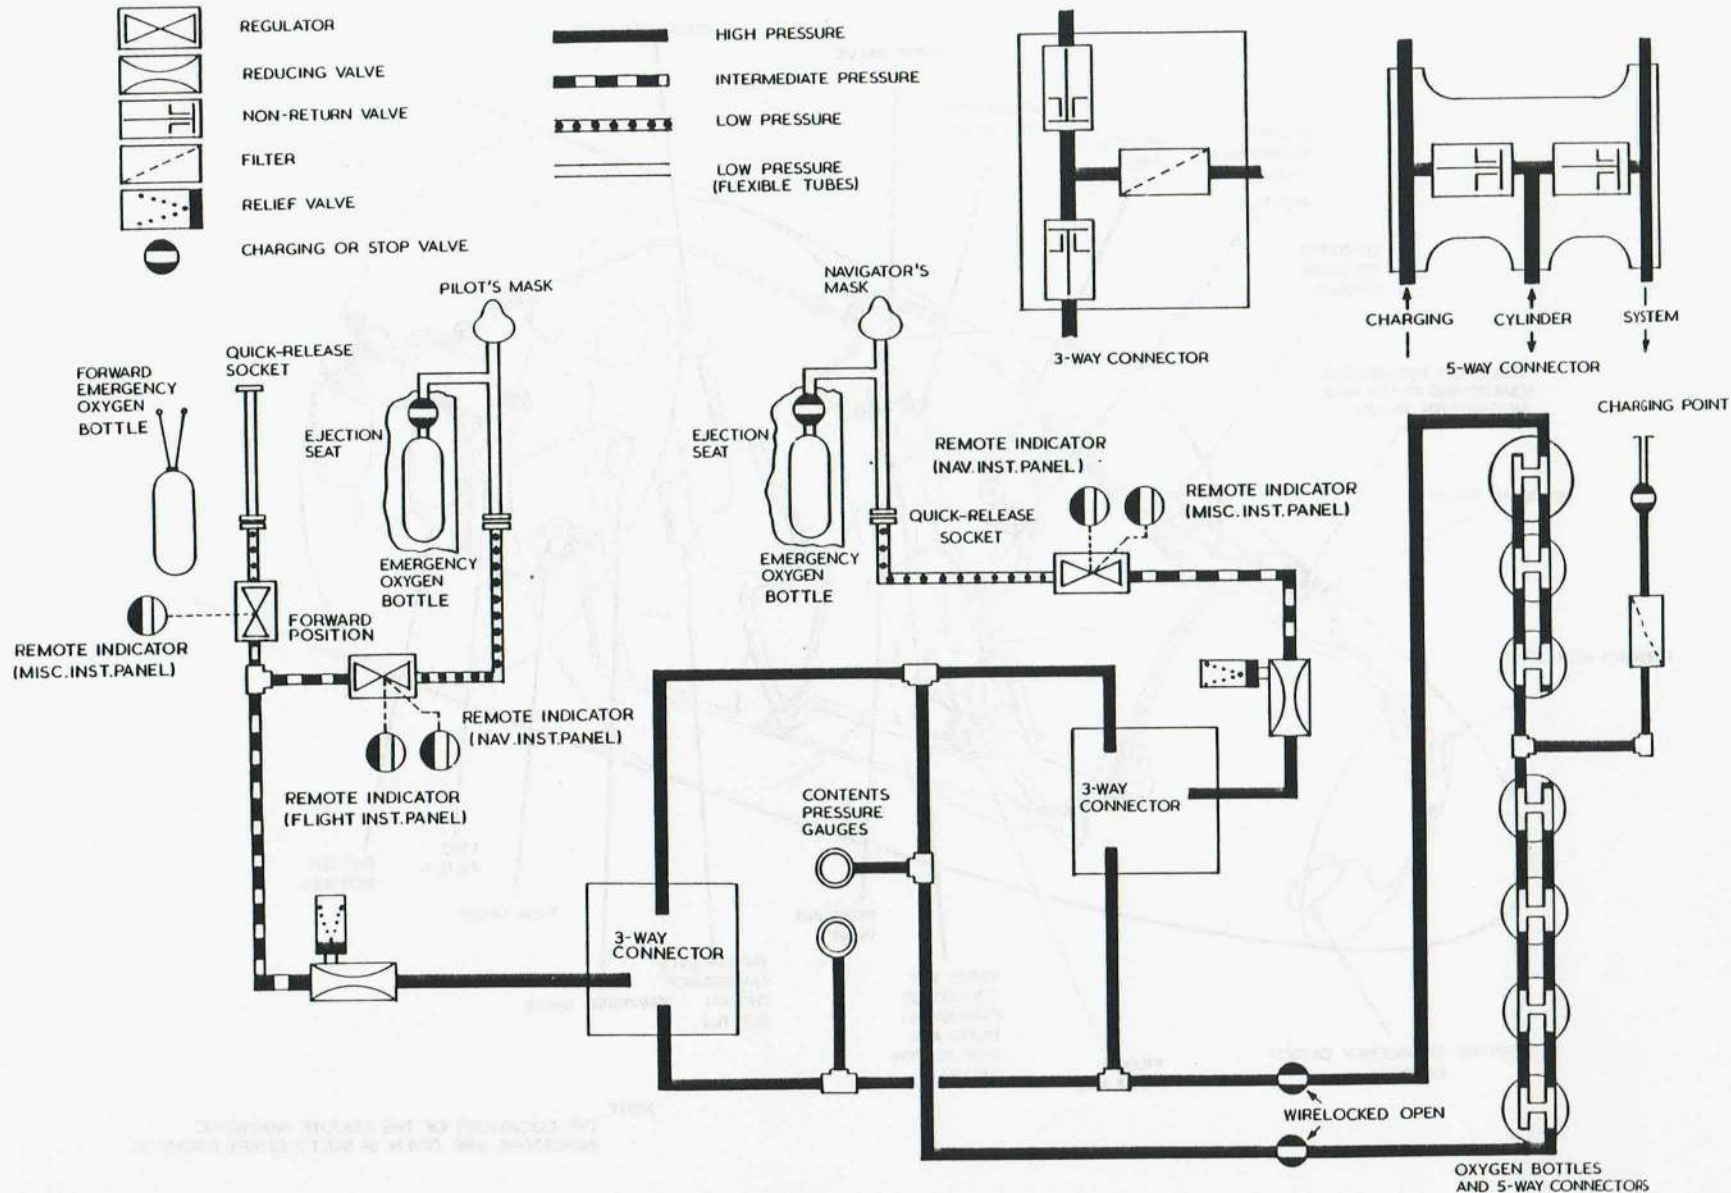 REGULATOR
REDUCING VALVE
NON-RETURN VALVE
FILTER
RELIEF VALVE
CHARGING OR STOP VALVE
HIGH PRESSURE
INTERMEDIATE PRESSURE
LOW PRESSURE
LOW PRESSURE
(FLEXIBLE TUBES)
3-WAY CONNECTOR
CHARGING
CYLINDER
SYSTEM
5-WAY CONNECTOR
PILOT'S MASK
NAVIGATOR'S
MASK
QUICK-RELEASE
SOCKET
FORWARD
EMERGENCY
OXYGEN
BOTTLE
EJECTION
SEAT
EMERGENCY
OXYGEN
BOTTLE
EJECTION
SEAT
EMERGENCY
OXYGEN
BOTTLE
REMOTE INDICATOR
(NAV. INST. PANEL)
REMOTE INDICATOR
(MISC. INST. PANEL)
QUICK-RELEASE
SOCKET
CHARGING POINT
FORWARD
POSITION
REMOTE INDICATOR
(MISC. INST. PANEL)
REMOTE INDICATOR
(NAV. INST. PANEL)
REMOTE INDICATOR
(FLIGHT INST. PANEL)
CONTENTS
PRESSURE
GAUGES
3-WAY
CONNECTOR
3-WAY
CONNECTOR
WIRELOCKED OPEN
OXYGEN BOTTLES
AND 5-WAY CONNECTORS